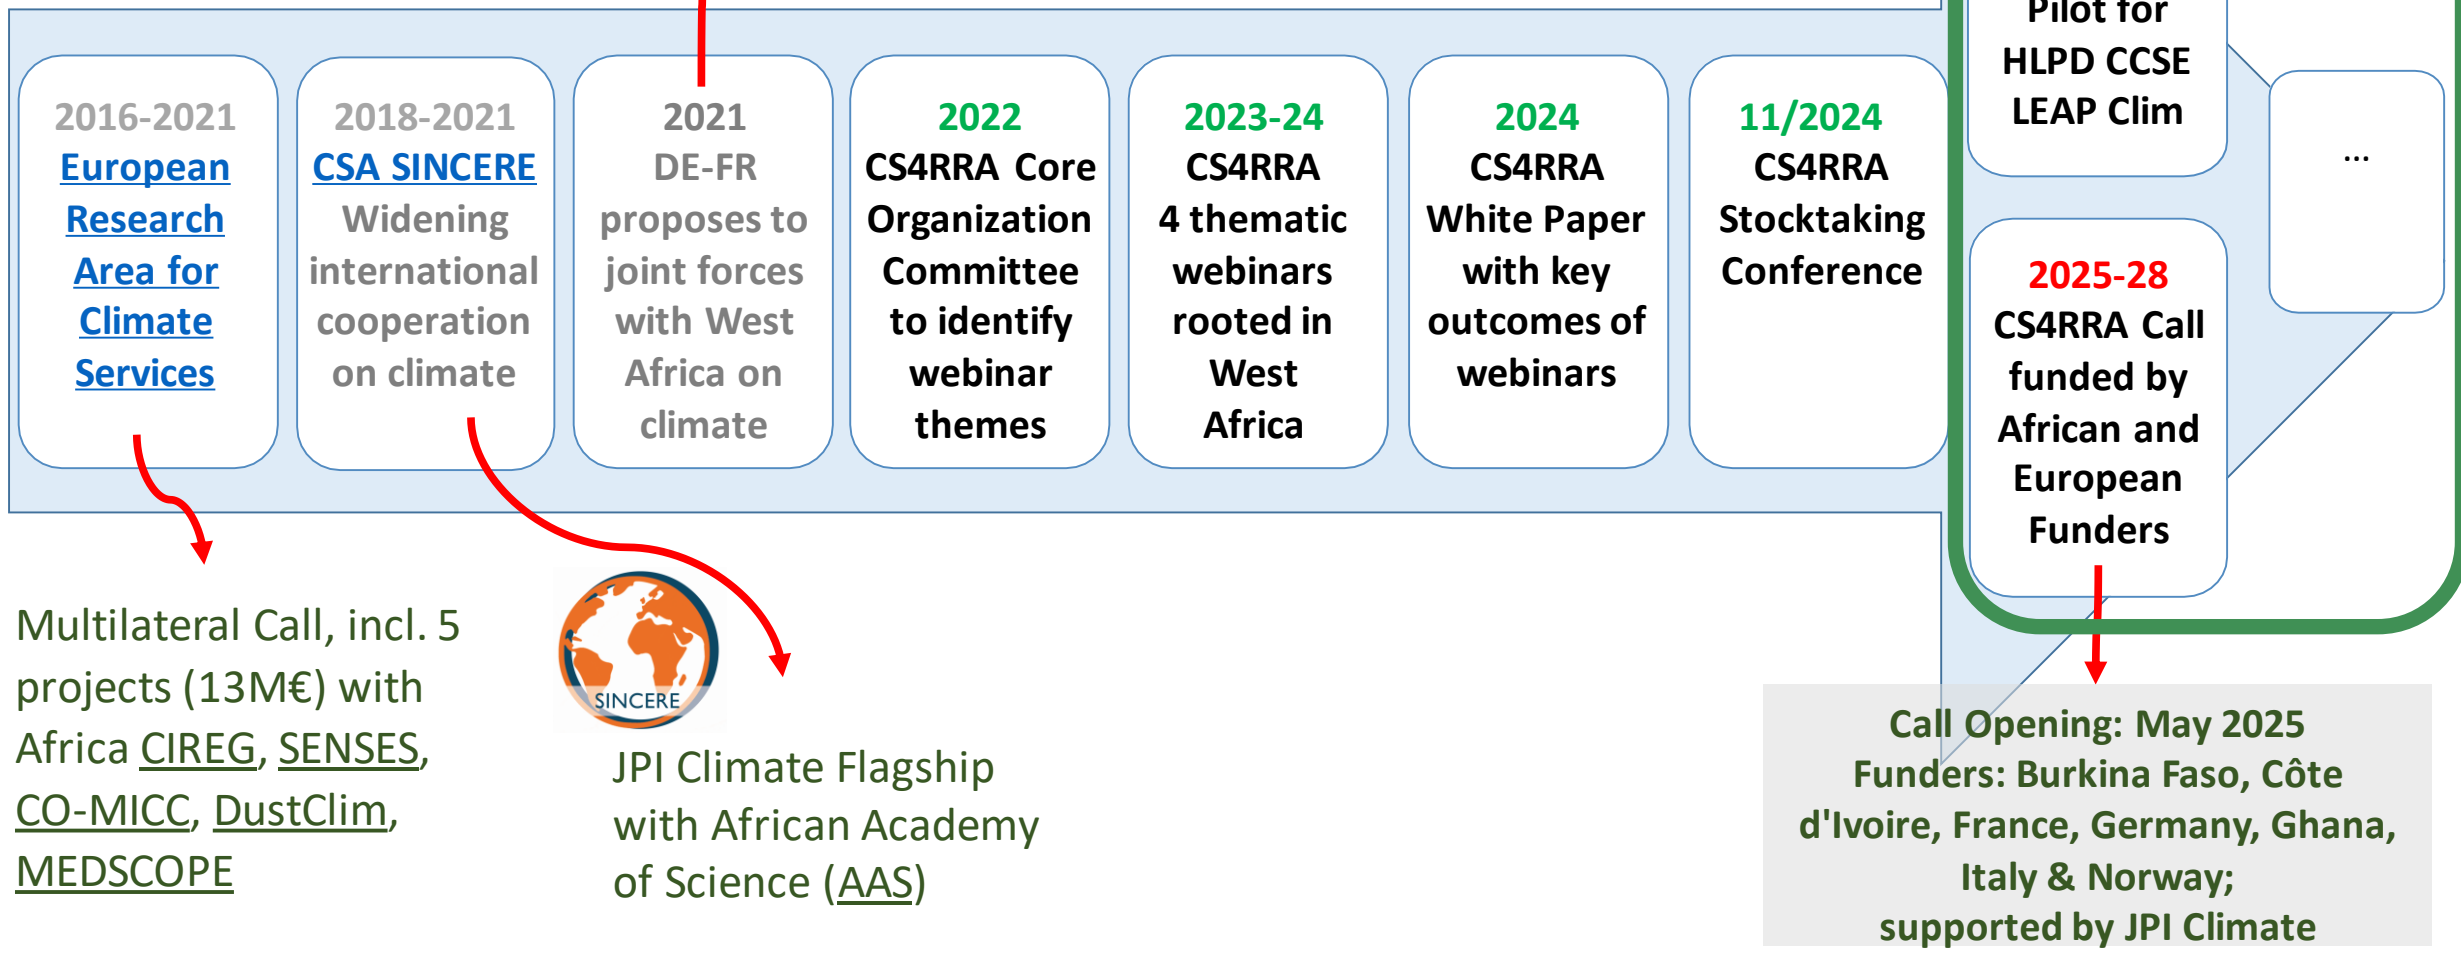 2016-2021
European
Research
Area for
Climate
Services
2018-2021
CSA SINCERE
Widening
international
cooperation
on climate
2021
DE-FR
proposes to
joint forces
with West
Africa on
climate
2022
CS4RRA Core
Organization
Committee
to identify
webinar
themes
2023-24
CS4RRA
4 thematic
webinars
rooted in
West
Africa
2024
CS4RRA
White Paper
with key
outcomes of
webinars
11/2024
CS4RRA
Stocktaking
Conference
Pilot for
HLPD CCSE
LEAP Clim
2025-28
CS4RRA Call
funded by
African and
European
Funders
...
Multilateral Call, incl. 5
projects (13M€) with
Africa CIREG, SENSES,
CO-MICC, DustClim,
MEDSCOPE
SINCERE
JPI Climate Flagship
with African Academy
of Science (AAS)
Call Opening: May 2025
Funders: Burkina Faso, Côte
d'Ivoire, France, Germany, Ghana,
Italy & Norway;
supported by JPI Climate